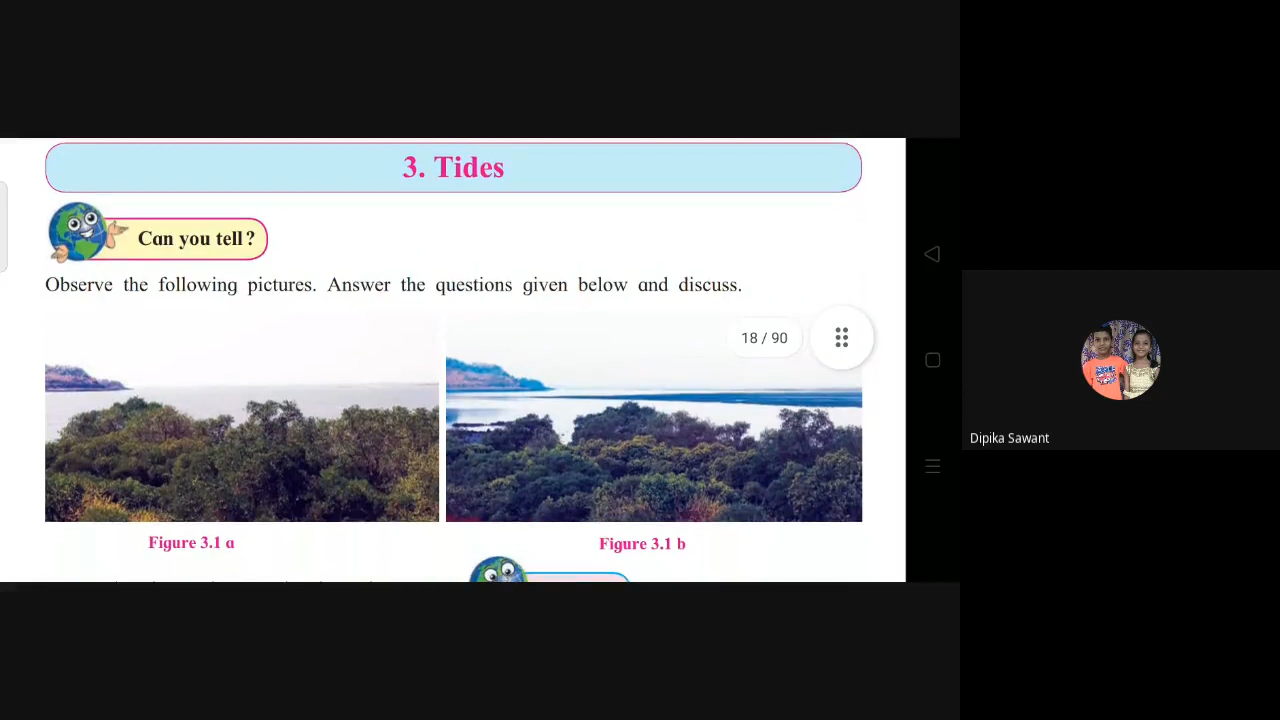 3. Tides
Can you tell?
Observe the following pictures. Answer the questions given below and discuss.
18 / 90
Figure 3.1 a
Figure 3.1 b
Dipika Sawant